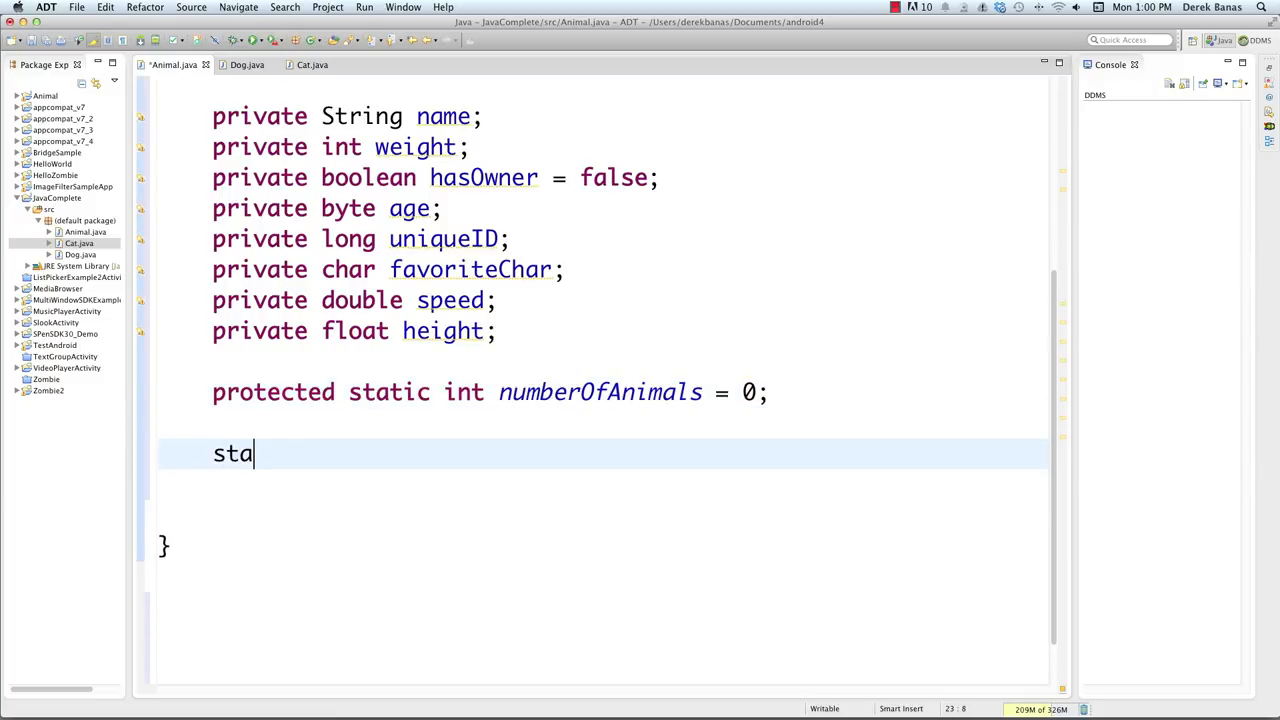 ADT File Edit Refactor Source Navigate Search Project Run Window Help 10 Mon 1:00 PM Derek Banas
Java - JavaComplete/src/Animal.java - ADT - /Users/derekbanas/Documents/android4
Quick Access Java DDMS
Package Exp *Animal.java Dog.java Cat.java Console
DDMS
Animal
appcompat_v7
appcompat_v7_2
appcompat_v7_3
appcompat_v7_4
BridgeSample
HelloWorld
HelloZombie
ImageFilterSampleApp
JavaComplete
src
(default package)
Animal.java
Cat.java
Dog.java
JRE System Library [Ja
ListPickerExample2Activi
MediaBrowser
MultiWindowSDKExample
MusicPlayerActivity
SlookActivity
SPenSDK30_Demo
TestAndroid
TextGroupActivity
VideoPlayerActivity
Zombie
Zombie2
private String name;
private int weight;
private boolean hasOwner = false;
private byte age;
private long uniqueID;
private char favoriteChar;
private double speed;
private float height;
protected static int numberOfAnimals = 0;
sta
}
Writable Smart Insert 23 : 8 209M of 326M